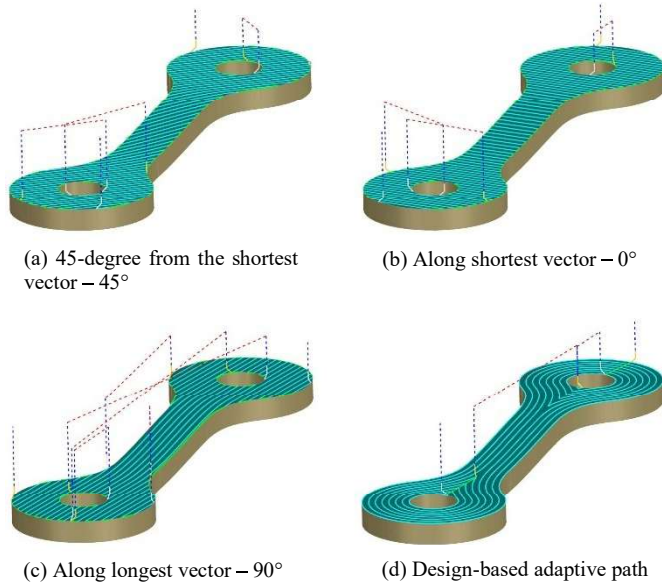 (a) 45-degree from the shortest
vector – 45°
(b) Along shortest vector – 0°
(c) Along longest vector – 90°
(d) Design-based adaptive path